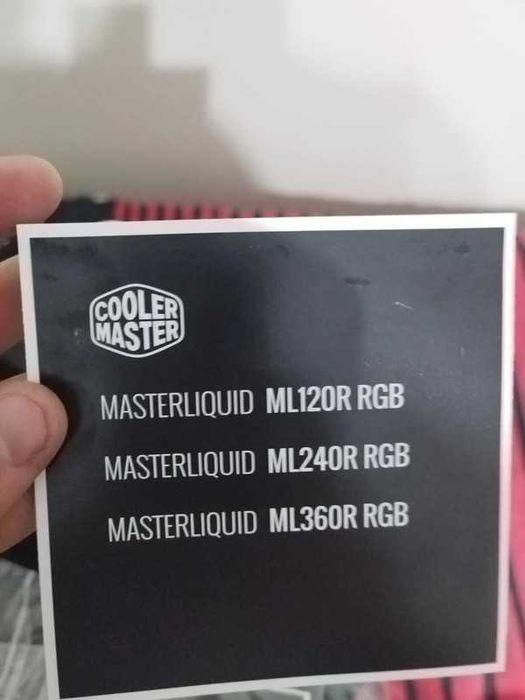 COOLER
MASTER
MASTERLIQUID ML120R RGB
MASTERLIQUID ML240R RGB
MASTERLIQUID ML360R RGB